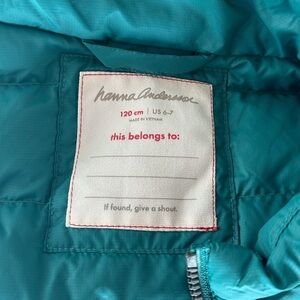 hanna andersson
120 cm | US 6-7
MADE IN VIETNAM
this belongs to:
If found, give a shout.